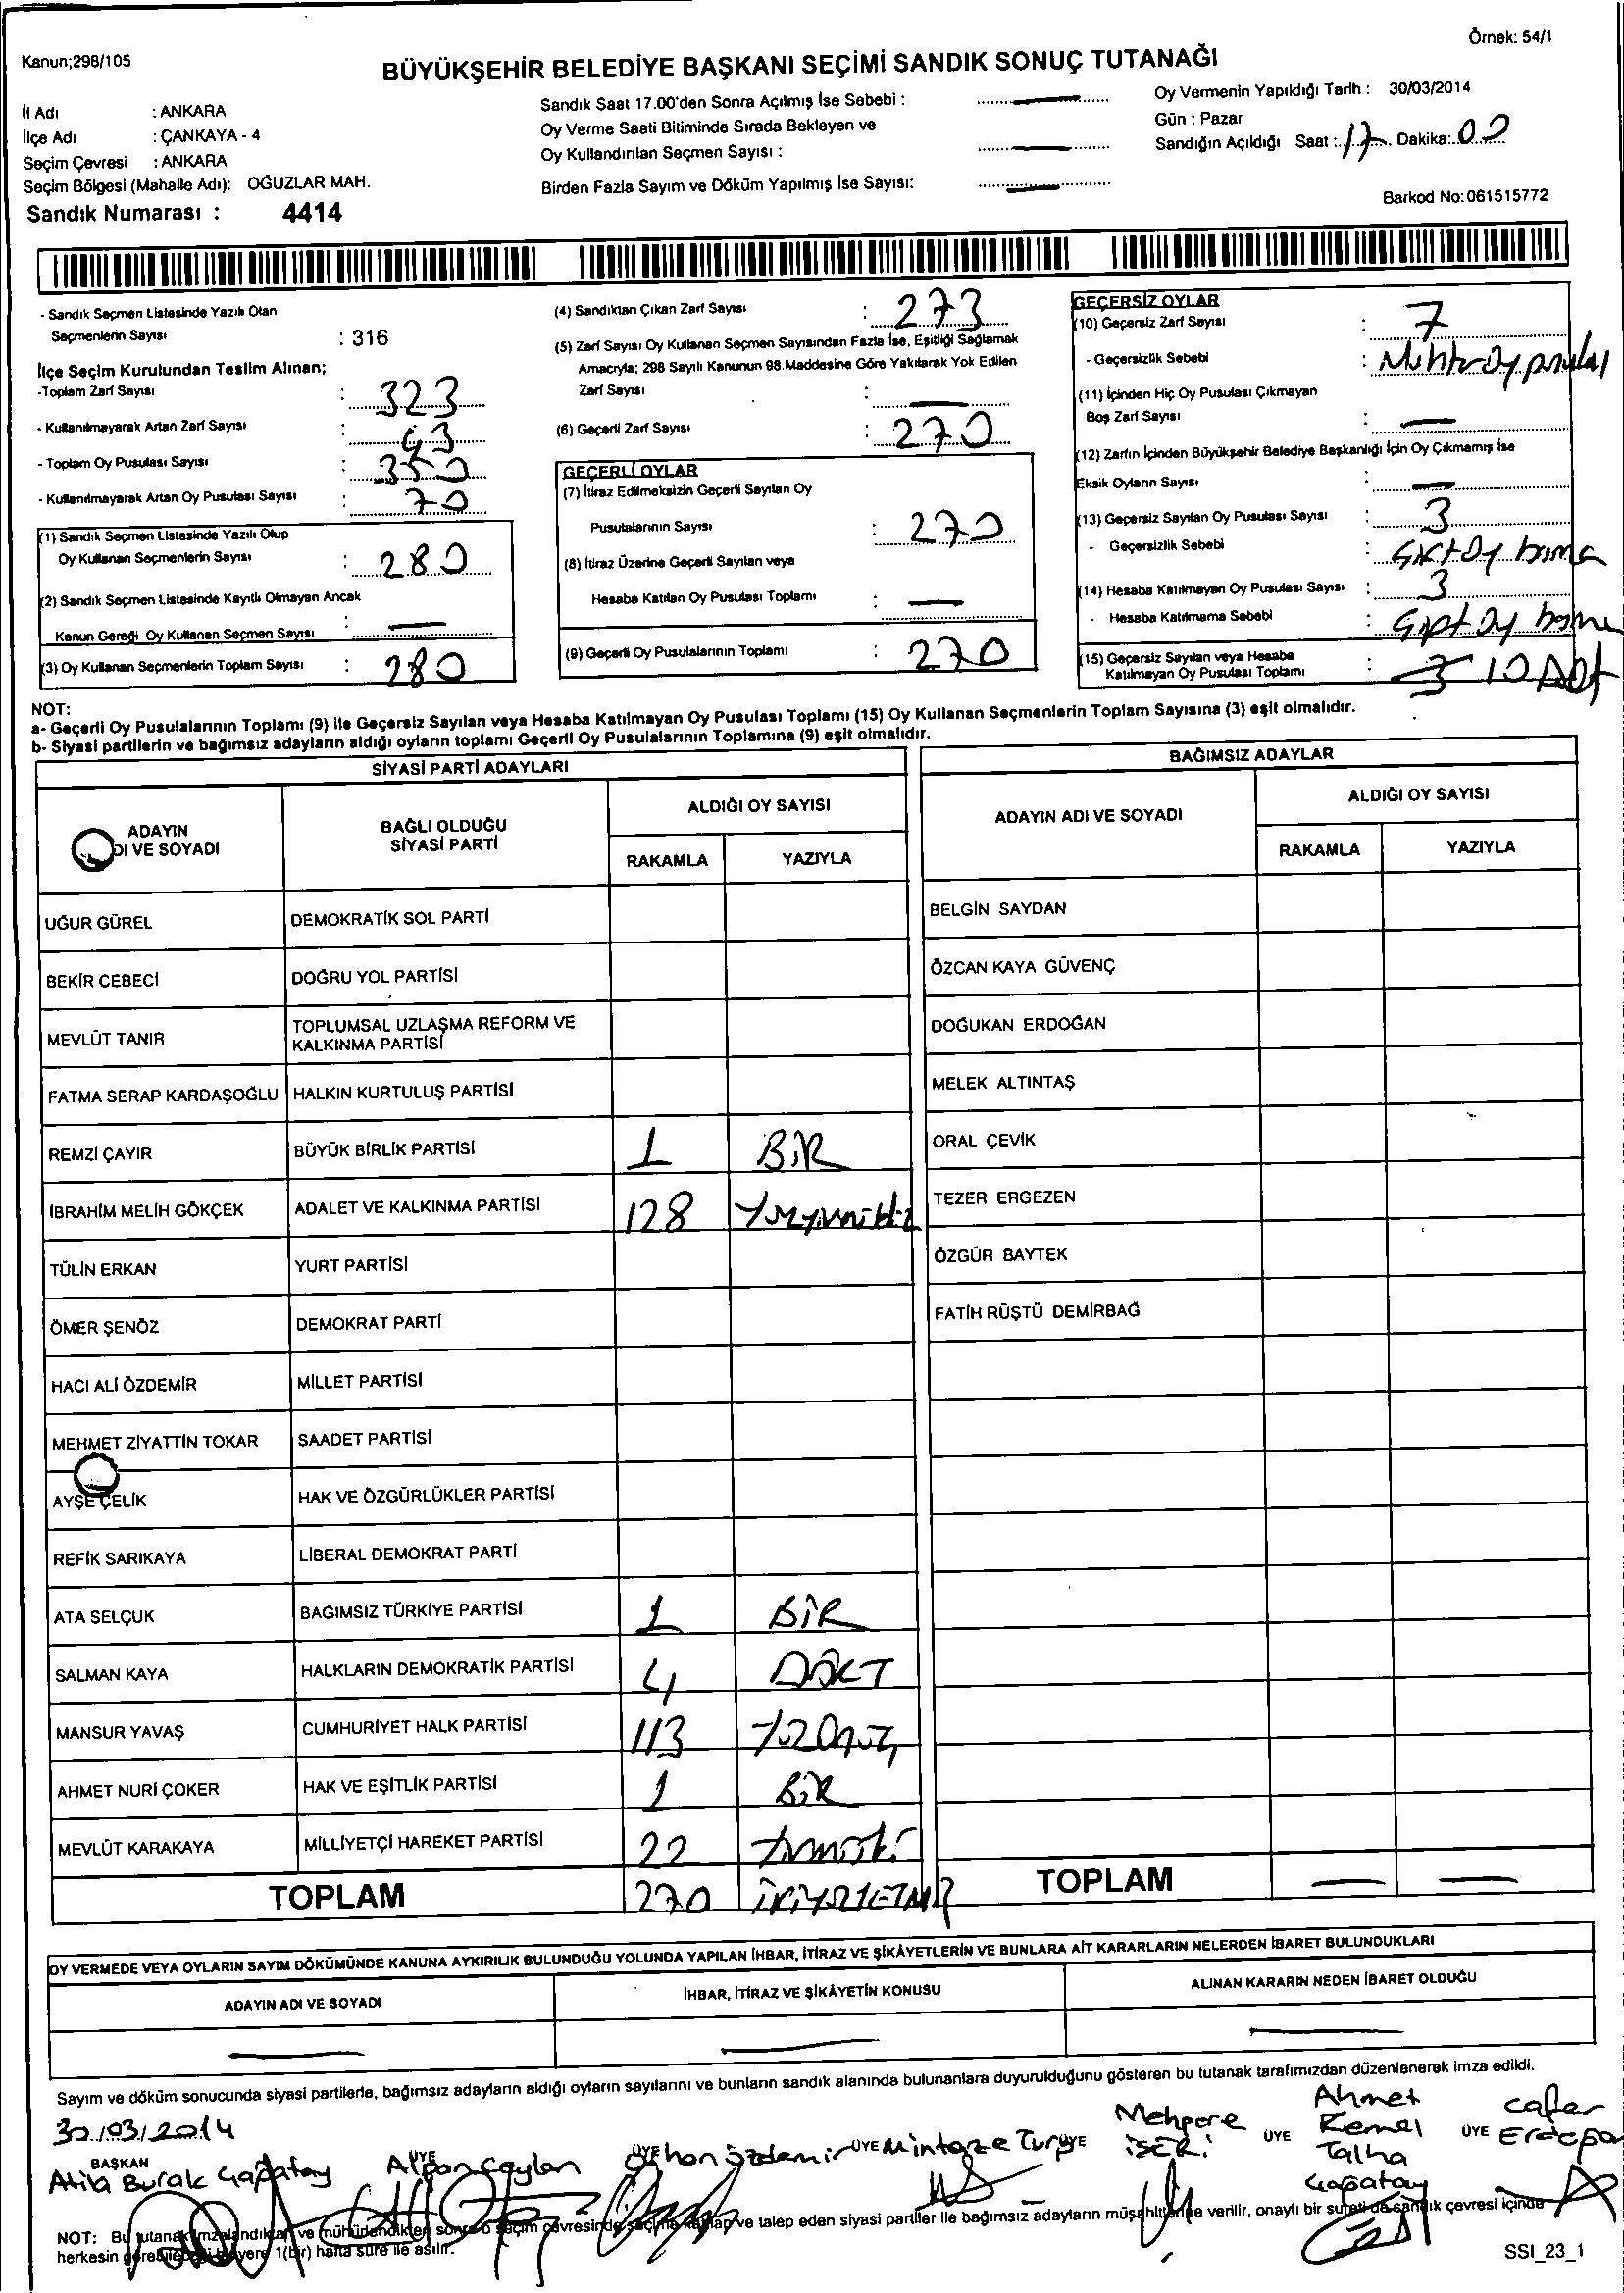 Örnek: 54/1
Kanun;298/105
BÜYÜKŞEHİR BELEDİYE BAŞKANI SEÇİMİ SANDIK SONUÇ TUTANAĞI
İl Adı : ANKARA
İlçe Adı : ÇANKAYA - 4
Seçim Çevresi : ANKARA
Seçim Bölgesi (Mahalle Adı): OĞUZLAR MAH.
Sandık Numarası : 4414
Sandık Saat 17.00'den Sonra Açılmış İse Sebebi : —
Oy Verme Saati Bitiminde Sırada Bekleyen ve
Oy Kullandırılan Seçmen Sayısı : —
Birden Fazla Sayım ve Döküm Yapılmış İse Sayısı: —
Oy Vermenin Yapıldığı Tarih : 30/03/2014
Gün : Pazar
Sandığın Açıldığı Saat : 17 Dakika: 00
Barkod No:061515772
- Sandık Seçmen Listesinde Yazılı Olan
Seçmenlerin Sayısı : 316
İlçe Seçim Kurulundan Teslim Alınan;
-Toplam Zarf Sayısı : 323
- Kullanılmayarak Artan Zarf Sayısı : 43
- Toplam Oy Pusulası Sayısı : 350
- Kullanılmayarak Artan Oy Pusulası Sayısı : 70
(1) Sandık Seçmen Listesinde Yazılı Olup
Oy Kullanan Seçmenlerin Sayısı : 280
(2) Sandık Seçmen Listesinde Kayıtlı Olmayan Ancak
Kanun Gereği Oy Kullanan Seçmen Sayısı : —
(3) Oy Kullanan Seçmenlerin Toplam Sayısı : 280
(4) Sandıktan Çıkan Zarf Sayısı : 273
(5) Zarf Sayısı Oy Kullanan Seçmen Sayısından Fazla İse, Eşitliği Sağlamak
Amacıyla; 298 Sayılı Kanunun 98.Maddesine Göre Yakılarak Yok Edilen
Zarf Sayısı : —
(6) Geçerli Zarf Sayısı : 270
GEÇERLİ OYLAR
(7) İtiraz Edilmeksizin Geçerli Sayılan Oy
Pusulalarının Sayısı : 270
(8) İtiraz Üzerine Geçerli Sayılan veya
Hesaba Katılan Oy Pusulası Toplamı : —
(9) Geçerli Oy Pusulalarının Toplamı : 270
GEÇERSİZ OYLAR
(10) Geçersiz Zarf Sayısı : 7
- Geçersizlik Sebebi :
(11) İçinden Hiç Oy Pusulası Çıkmayan
Boş Zarf Sayısı : —
(12) Zarfın İçinden Büyükşehir Belediye Başkanlığı İçin Oy Çıkmamış İse
Eksik Oyların Sayısı : —
(13) Geçersiz Sayılan Oy Pusulası Sayısı : 3
- Geçersizlik Sebebi : Oy
(14) Hesaba Katılmayan Oy Pusulası Sayısı : 3
- Hesaba Katılmama Sebebi : Oy
(15) Geçersiz Sayılan veya Hesaba
Katılmayan Oy Pusulası Toplamı : 3 10 Adt
NOT:
a- Geçerli Oy Pusulalarının Toplamı (9) ile Geçersiz Sayılan veya Hesaba Katılmayan Oy Pusulası Toplamı (15) Oy Kullanan Seçmenlerin Toplam Sayısına (3) eşit olmalıdır.
b- Siyasi partilerin ve bağımsız adayların aldığı oyların toplamı Geçerli Oy Pusulalarının Toplamına (9) eşit olmalıdır.
SİYASİ PARTİ ADAYLARI
ADAYIN
DI VE SOYADI
BAĞLI OLDUĞU
SİYASİ PARTİ
ALDIĞI OY SAYISI
RAKAMLA YAZIYLA
UĞUR GÜREL DEMOKRATİK SOL PARTİ
BEKİR CEBECİ DOĞRU YOL PARTİSİ
MEVLÜT TANIR TOPLUMSAL UZLAŞMA REFORM VE
KALKINMA PARTİSİ
FATMA SERAP KARDAŞOĞLU HALKIN KURTULUŞ PARTİSİ
REMZİ ÇAYIR BÜYÜK BİRLİK PARTİSİ 1 BİR
İBRAHİM MELİH GÖKÇEK ADALET VE KALKINMA PARTİSİ 128
TÜLİN ERKAN YURT PARTİSİ
ÖMER ŞENÖZ DEMOKRAT PARTİ
HACI ALİ ÖZDEMİR MİLLET PARTİSİ
MEHMET ZİYATTİN TOKAR SAADET PARTİSİ
AYŞE ÇELİK HAK VE ÖZGÜRLÜKLER PARTİSİ
REFİK SARIKAYA LİBERAL DEMOKRAT PARTİ
ATA SELÇUK BAĞIMSIZ TÜRKİYE PARTİSİ 1 BİR
SALMAN KAYA HALKLARIN DEMOKRATİK PARTİSİ 4 DÖRT
MANSUR YAVAŞ CUMHURİYET HALK PARTİSİ 113 YüzOnüç
AHMET NURİ ÇOKER HAK VE EŞİTLİK PARTİSİ 1 BİR
MEVLÜT KARAKAYA MİLLİYETÇİ HAREKET PARTİSİ 22
TOPLAM 270 İKİYÜZYETMİŞ
BAĞIMSIZ ADAYLAR
ADAYIN ADI VE SOYADI
ALDIĞI OY SAYISI
RAKAMLA YAZIYLA
BELGİN SAYDAN
ÖZCAN KAYA GÜVENÇ
DOĞUKAN ERDOĞAN
MELEK ALTINTAŞ
ORAL ÇEVİK
TEZER ERGEZEN
ÖZGÜR BAYTEK
FATİH RÜŞTÜ DEMİRBAĞ
TOPLAM — —
OY VERMEDE VEYA OYLARIN SAYIM DÖKÜMÜNDE KANUNA AYKIRILIK BULUNDUĞU YOLUNDA YAPILAN İHBAR, İTİRAZ VE ŞİKÂYETLERİN VE BUNLARA AİT KARARLARIN NELERDEN İBARET BULUNDUKLARI
ADAYIN ADI VE SOYADI İHBAR, İTİRAZ VE ŞİKÂYETİN KONUSU ALINAN KARARIN NEDEN İBARET OLDUĞU
— — —
Sayım ve döküm sonucunda siyasi partilerle, bağımsız adayların aldığı oyların sayılarını ve bunların sandık alanında bulunanlara duyurulduğunu gösteren bu tutanak tarafımızdan düzenlenerek imza edildi.
30/03/2014
BAŞKAN ÜYE ÜYE ÜYE ÜYE ÜYE ÜYE
Atila Burak Çağatay
Alpan Ceylan
Orhan Özdemir
Mehpere
İŞERİ
Ahmet
Kemal
Talha
Çağatay
Cafer
NOT: Bu tutanak imzalandıktan ve mühürlendikten sonra o seçim çevresinde seçime katılan ve talep eden siyasi partiler ile bağımsız adayların müşahitlerine verilir, onaylı bir sureti de sandık çevresi içinde
herkesin görebileceği bir yere 1(bir) hafta süre ile asılır.
SSI_23_1